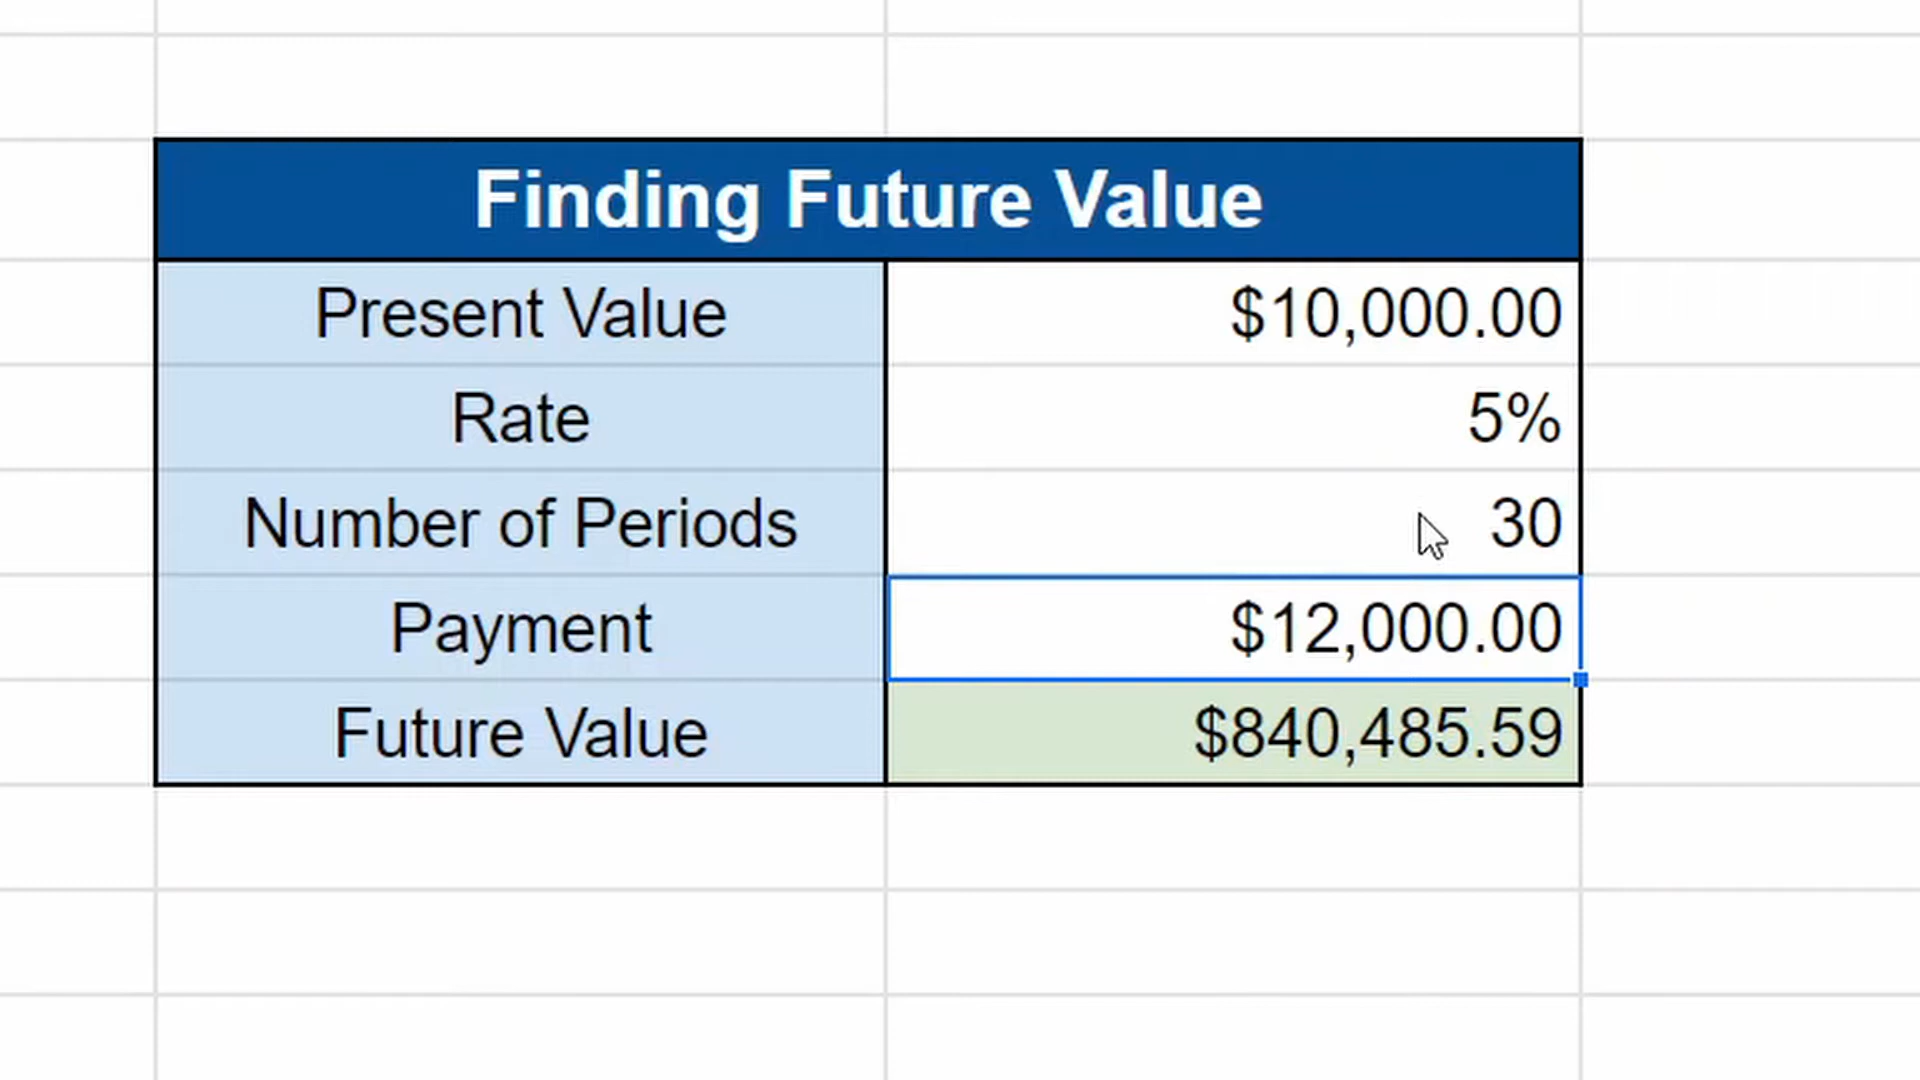 Finding Future Value
Present Value $10,000.00
Rate 5%
Number of Periods 30
Payment $12,000.00
Future Value $840,485.59